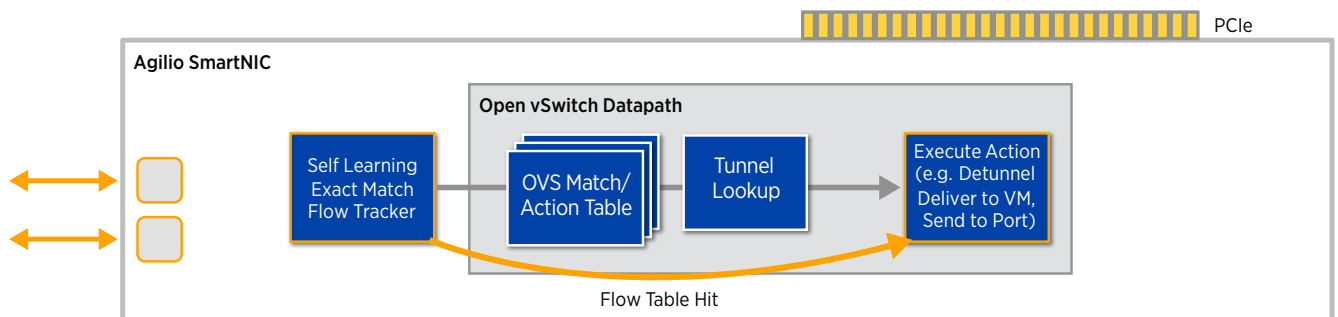 PCIe
Agilio SmartNIC
Open vSwitch Datapath
Self Learning
Exact Match
Flow Tracker
OVS Match/
Action Table
Tunnel
Lookup
Execute Action
(e.g. Detunnel
Deliver to VM,
Send to Port)
Flow Table Hit